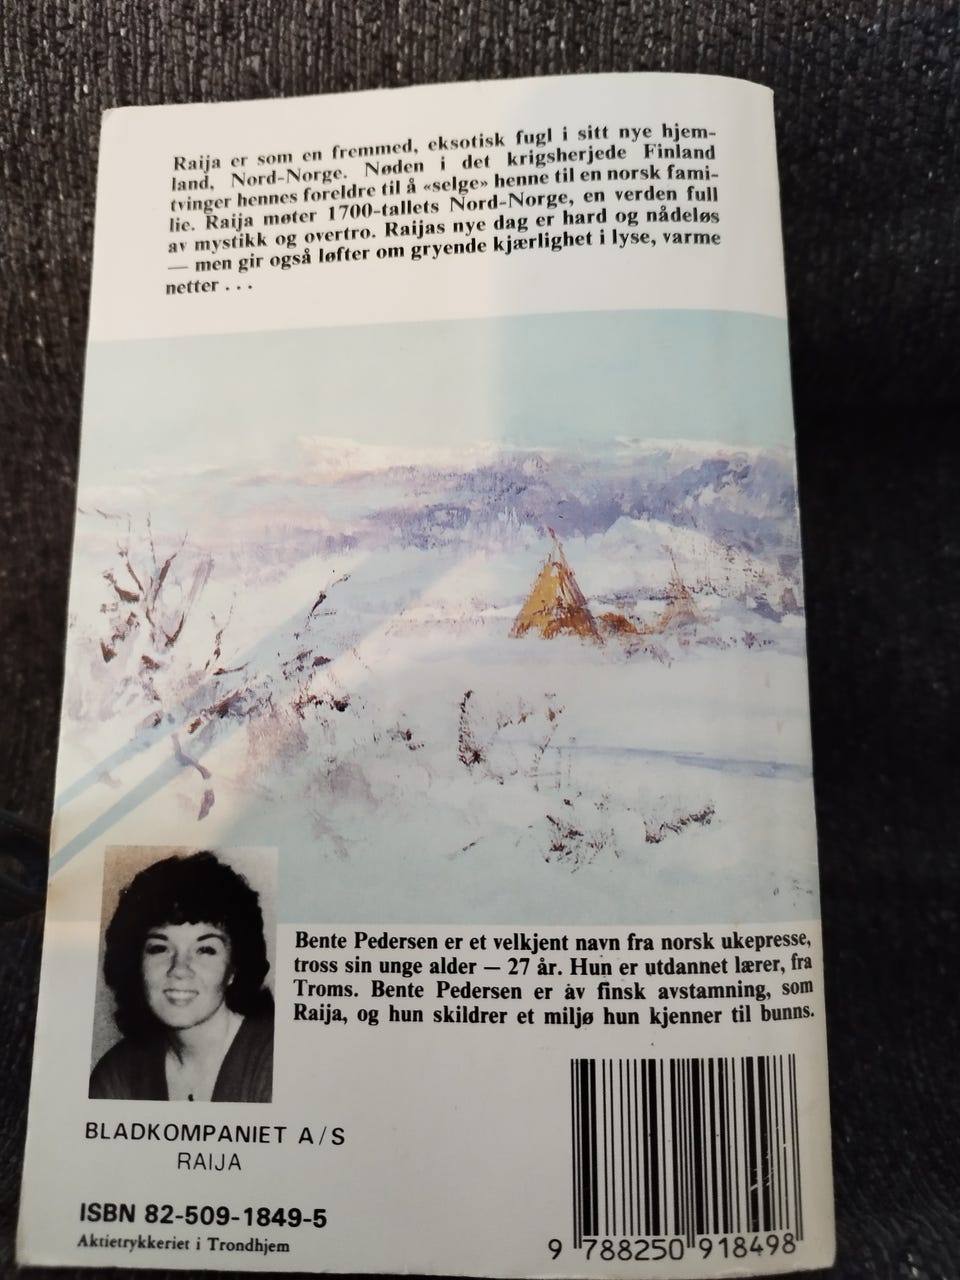 Raija er som en fremmed, eksotisk fugl i sitt nye hjem-
land, Nord-Norge. Nøden i det krigsherjede Finland
tvinger hennes foreldre til å «selge» henne til en norsk fami-
lie. Raija møter 1700-tallets Nord-Norge, en verden full
av mystikk og overtro. Raijas nye dag er hard og nådeløs
— men gir også løfter om gryende kjærlighet i lyse, varme
netter . . .
Bente Pedersen er et velkjent navn fra norsk ukepresse,
tross sin unge alder — 27 år. Hun er utdannet lærer, fra
Troms. Bente Pedersen er av finsk avstamning, som
Raija, og hun skildrer et miljø hun kjenner til bunns.
BLADKOMPANIET A/S
RAIJA
ISBN 82-509-1849-5
Aktietrykkeriet i Trondhjem
9 788250 918498